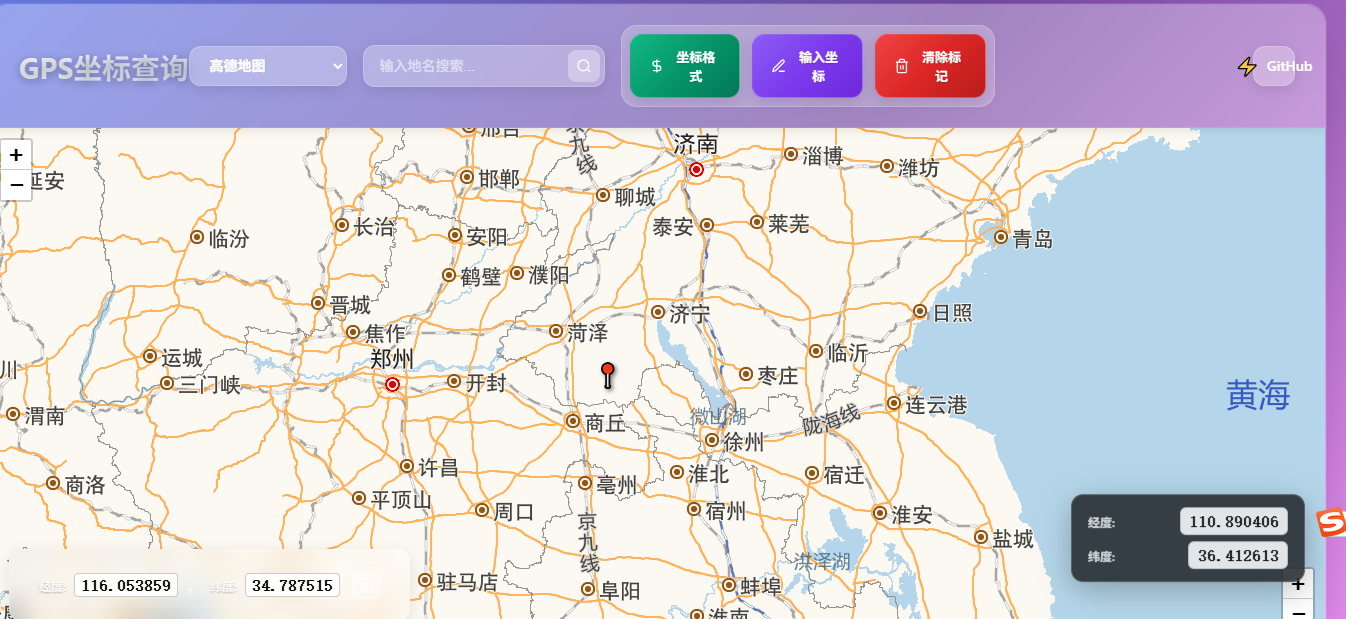 GPS坐标查询
高德地图
输入地名搜索...
坐标格
式
输入坐
标
清除标
记
GitHub
+
−
延安
邢台
京九线
济南
淄博
潍坊
邯郸
聊城
泰安
莱芜
长治
临汾
安阳
青岛
鹤壁
濮阳
晋城
济宁
日照
焦作
菏泽
郑州
运城
临沂
川
三门峡
开封
枣庄
黄海
渭南
商丘
微山湖
陇海线
连云港
徐州
许昌
淮北
宿迁
商洛
亳州
平顶山
周口
宿州
淮安
京九线
盐城
洪泽湖
驻马店
阜阳
蚌埠
淮南
经度:
110.890406
纬度:
36.412613
经度:
116.053859
,
纬度:
34.787515
+
−